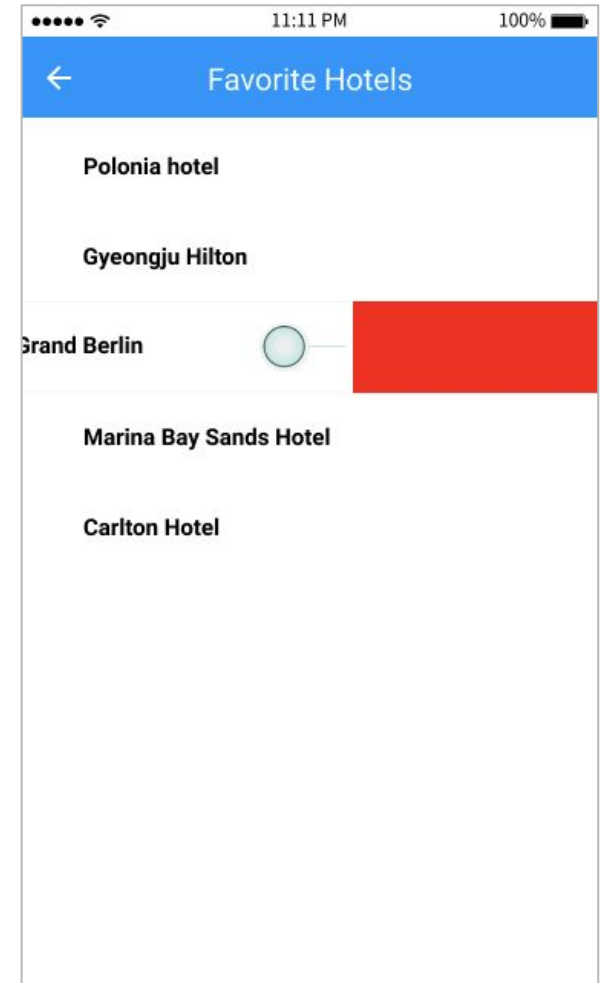 11:11 PM 100%
Favorite Hotels
Polonia hotel
Gyeongju Hilton
Grand Berlin
Marina Bay Sands Hotel
Carlton Hotel